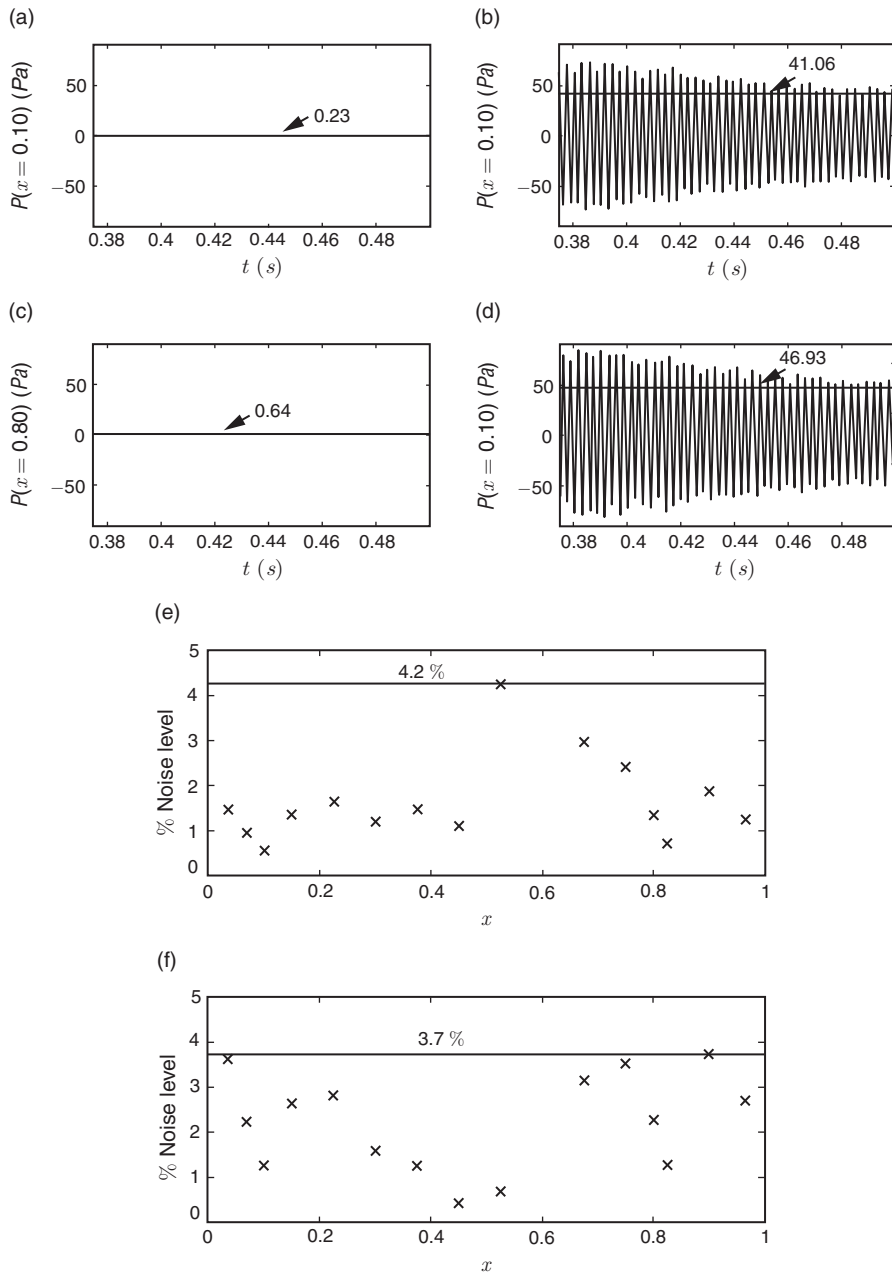 (a)
P(x = 0.10) (Pa)
50
0
−50
0.23
0.38 0.4 0.42 0.44 0.46 0.48
t (s)
(b)
P(x = 0.10) (Pa)
50
0
−50
41.06
0.38 0.4 0.42 0.44 0.46 0.48
t (s)
(c)
P(x = 0.80) (Pa)
50
0
−50
0.64
0.38 0.4 0.42 0.44 0.46 0.48
t (s)
(d)
P(x = 0.10) (Pa)
50
0
−50
46.93
0.38 0.4 0.42 0.44 0.46 0.48
t (s)
(e)
% Noise level
5
4
3
2
1
0
4.2 %
0 0.2 0.4 0.6 0.8 1
x
(f)
% Noise level
5
4
3
2
1
0
3.7 %
0 0.2 0.4 0.6 0.8 1
x